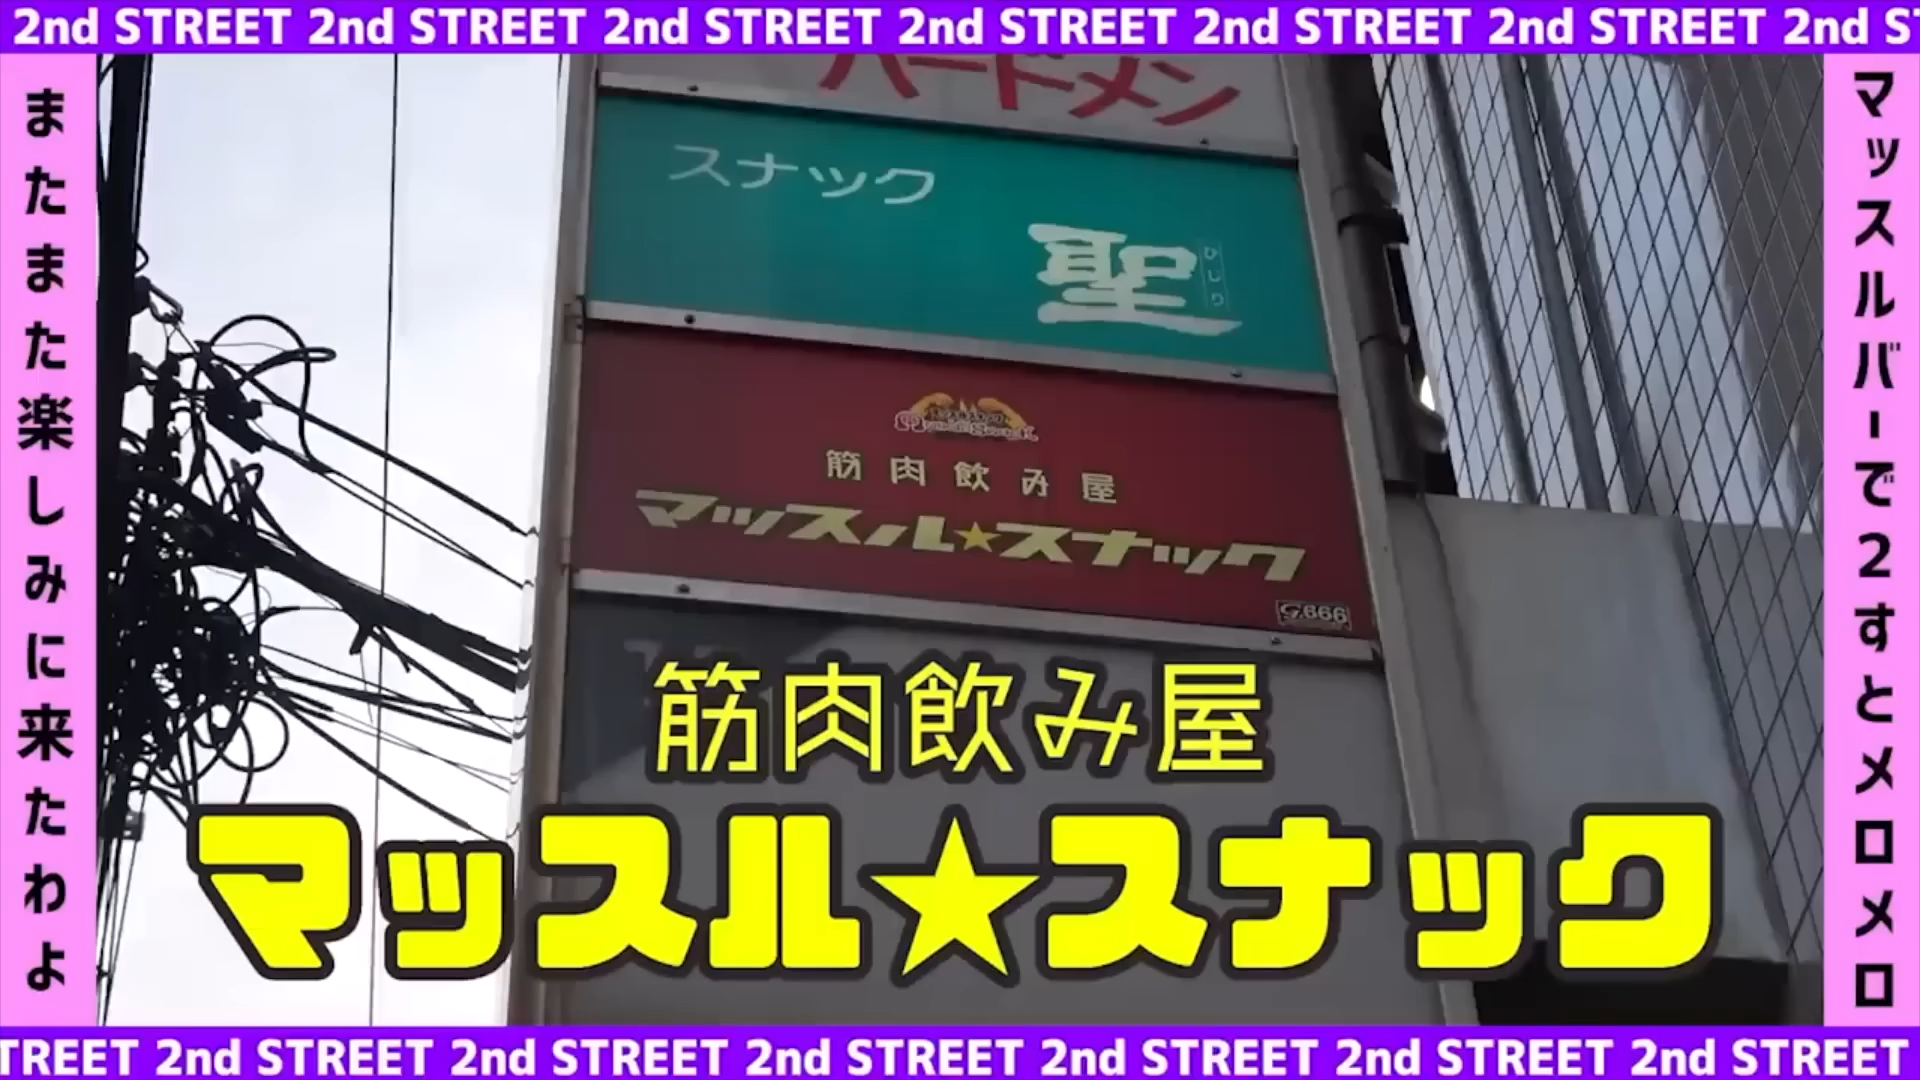 2nd STREET 2nd STREET 2nd STREET 2nd STREET 2nd STREET 2nd STREET 2nd ST
またまた楽しみに来たわよ
マッスルバーで2すとメロメロ
ハードメン
スナック
聖
ひじり
筋肉飲み屋
マッスル★スナック
G.666
筋肉飲み屋
マッスル★スナック
TREET 2nd STREET 2nd STREET 2nd STREET 2nd STREET 2nd STREET 2nd STREET